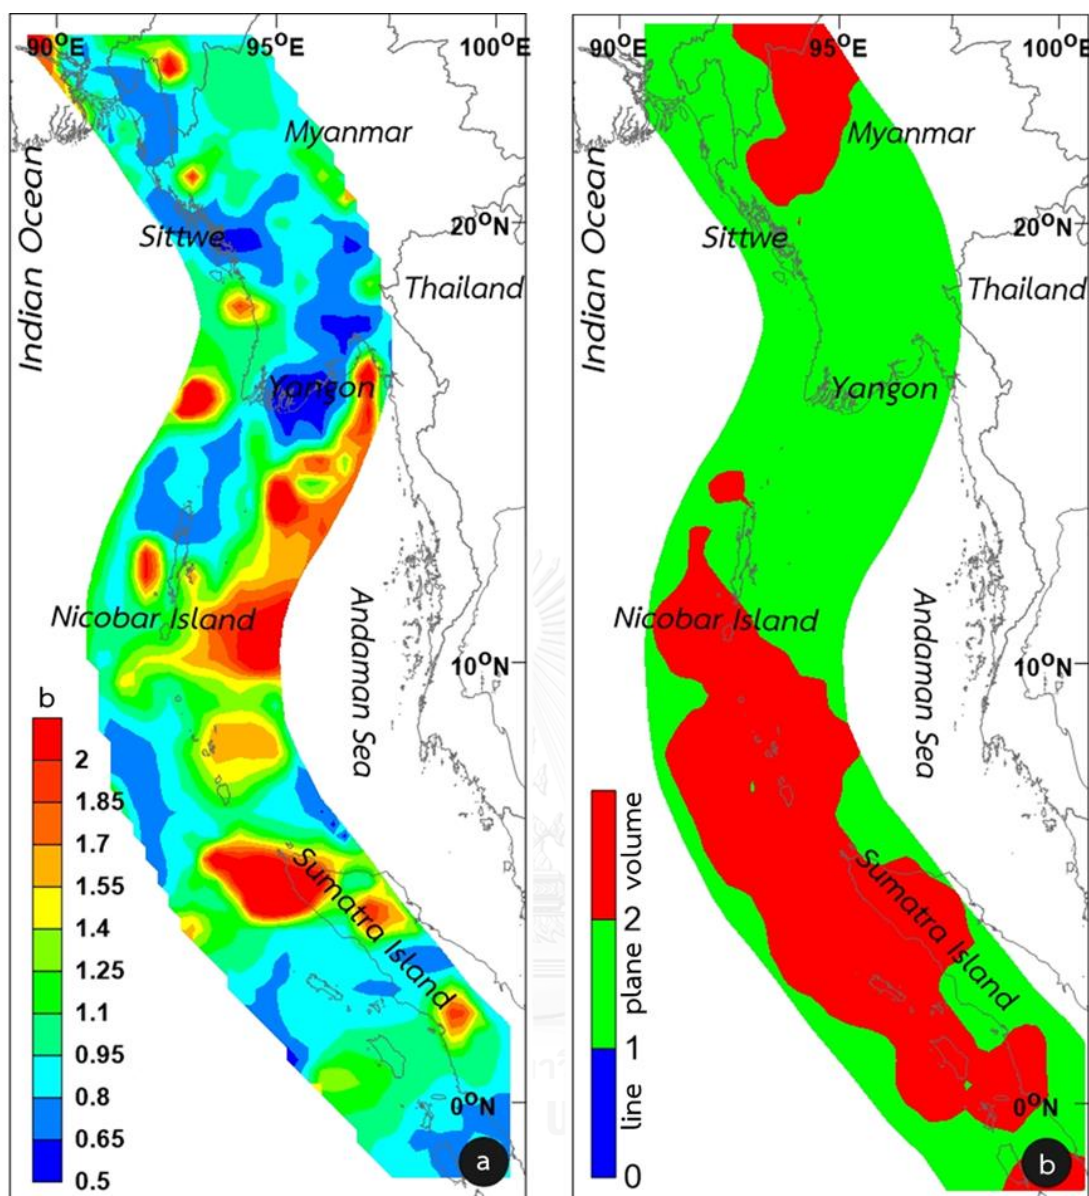 90°E
95°E
100°E
Myanmar
Indian Ocean
20°N
Sittwe
Thailand
Yangon
Nicobar Island
10°N
Andaman Sea
b
2
1.85
1.7
1.55
1.4
1.25
1.1
0.95
0.8
0.65
0.5
Sumatra Island
0°N
a
90°E
95°E
100°E
Myanmar
Indian Ocean
20°N
Sittwe
Thailand
Yangon
Nicobar Island
10°N
Andaman Sea
volume
2
plane
1
line
0
Sumatra Island
0°N
b